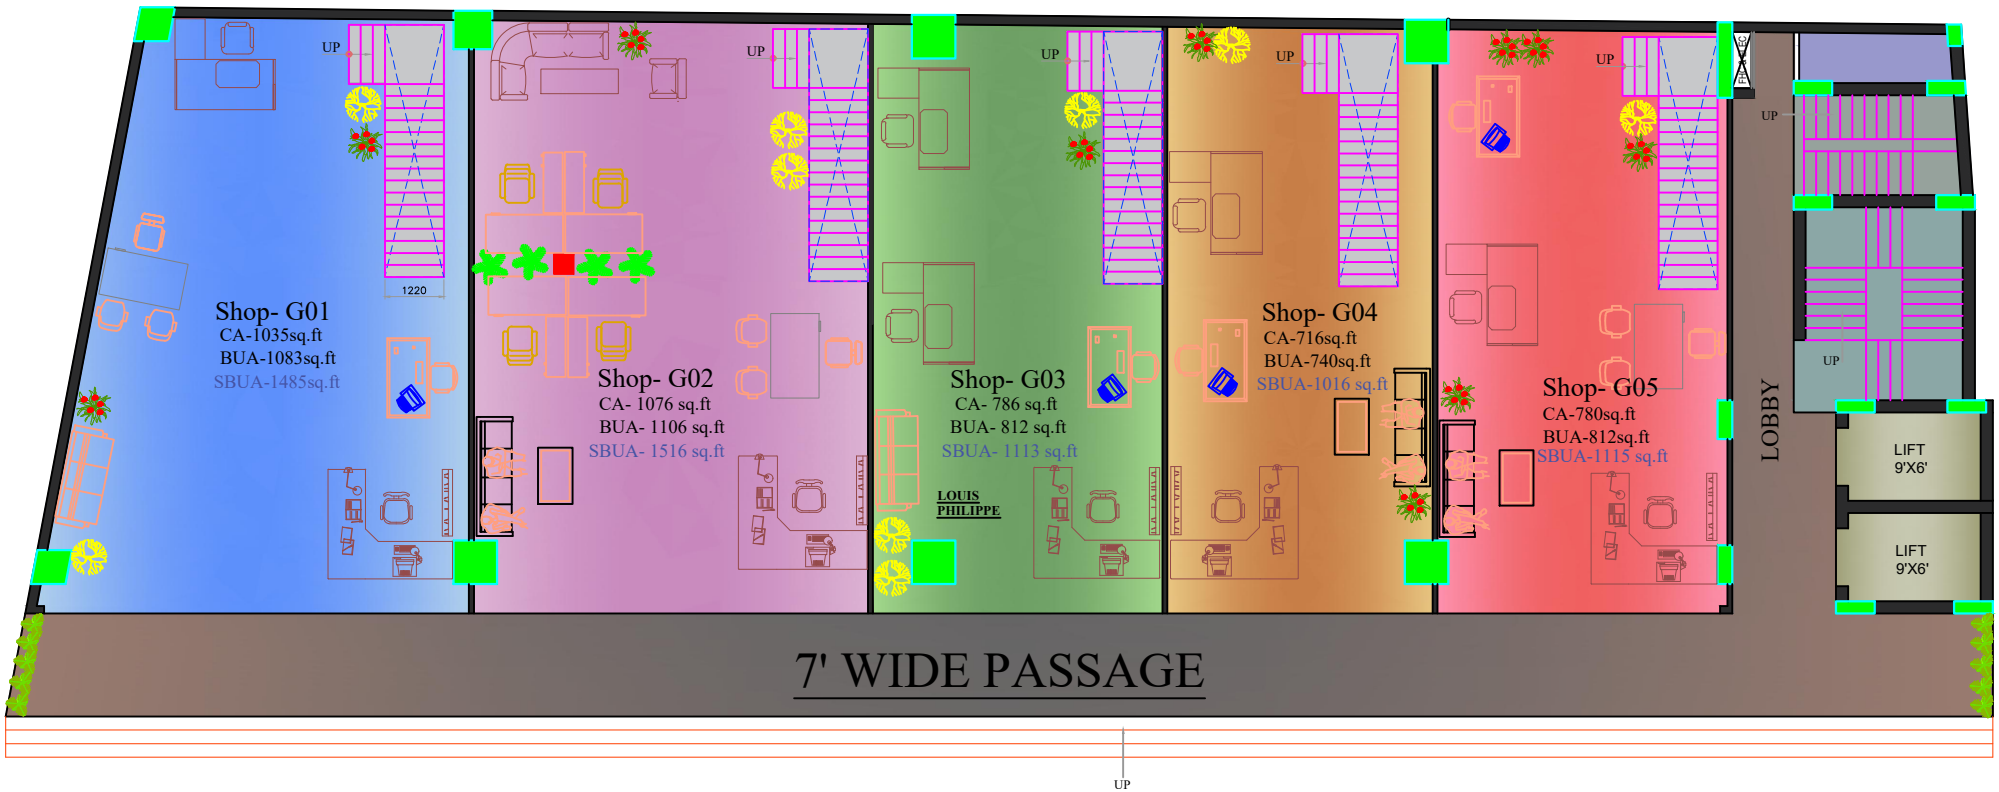 UP
UP
UP
UP
UP
FHC & ELEC
UP
1220
Shop- G01
CA-1035sq.ft
BUA-1083sq.ft
SBUA-1485sq.ft
Shop- G02
CA- 1076 sq.ft
BUA- 1106 sq.ft
SBUA- 1516 sq.ft
Shop- G03
CA- 786 sq.ft
BUA- 812 sq.ft
SBUA- 1113 sq.ft
LOUIS
PHILIPPE
Shop- G04
CA-716sq.ft
BUA-740sq.ft
SBUA-1016 sq.ft
Shop- G05
CA-780sq.ft
BUA-812sq.ft
SBUA-1115 sq.ft
LOBBY
UP
LIFT
9'X6'
LIFT
9'X6'
7' WIDE PASSAGE
UP